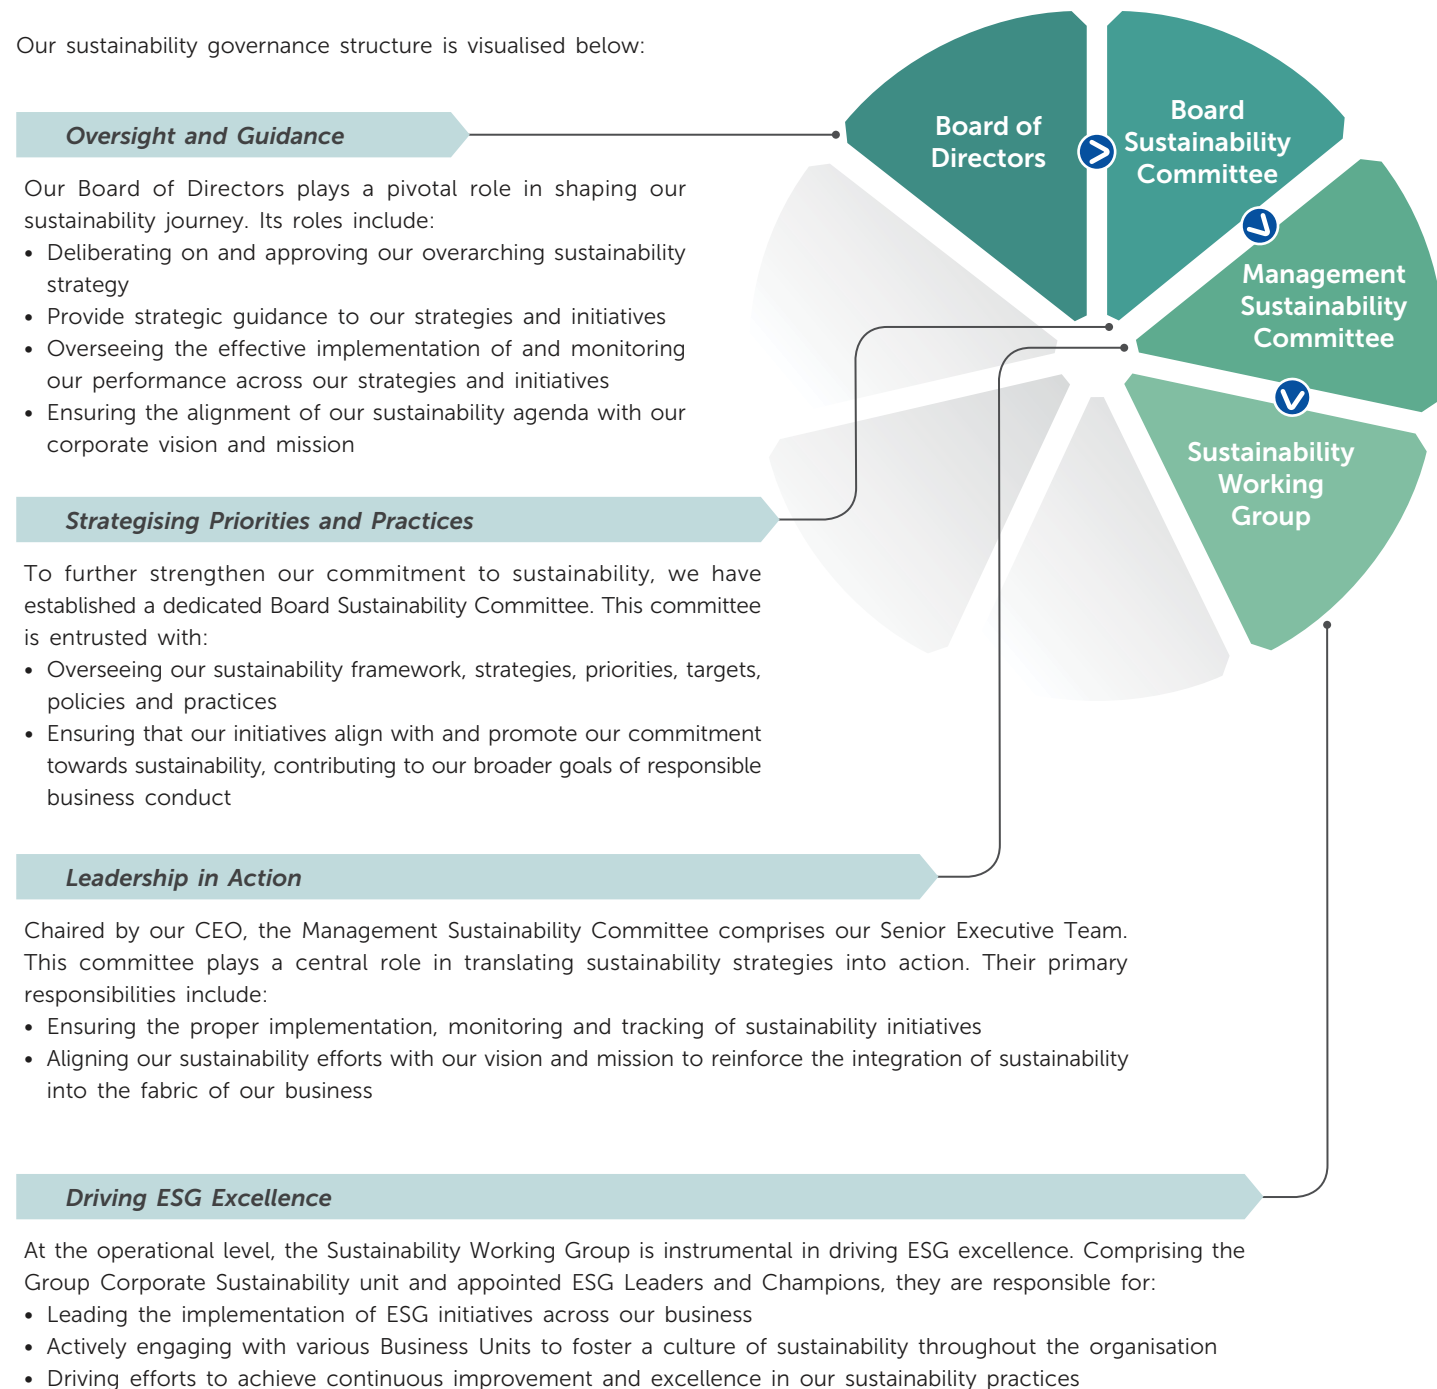 Our sustainability governance structure is visualised below:
Oversight and Guidance
Our Board of Directors plays a pivotal role in shaping our
sustainability journey. Its roles include:
• Deliberating on and approving our overarching sustainability
strategy
• Provide strategic guidance to our strategies and initiatives
• Overseeing the effective implementation of and monitoring
our performance across our strategies and initiatives
• Ensuring the alignment of our sustainability agenda with our
corporate vision and mission
Board of
Directors
Board
Sustainability
Committee
Management
Sustainability
Committee
Sustainability
Working
Group
Strategising Priorities and Practices
To further strengthen our commitment to sustainability, we have
established a dedicated Board Sustainability Committee. This committee
is entrusted with:
• Overseeing our sustainability framework, strategies, priorities, targets,
policies and practices
• Ensuring that our initiatives align with and promote our commitment
towards sustainability, contributing to our broader goals of responsible
business conduct
Leadership in Action
Chaired by our CEO, the Management Sustainability Committee comprises our Senior Executive Team.
This committee plays a central role in translating sustainability strategies into action. Their primary
responsibilities include:
• Ensuring the proper implementation, monitoring and tracking of sustainability initiatives
• Aligning our sustainability efforts with our vision and mission to reinforce the integration of sustainability
into the fabric of our business
Driving ESG Excellence
At the operational level, the Sustainability Working Group is instrumental in driving ESG excellence. Comprising the
Group Corporate Sustainability unit and appointed ESG Leaders and Champions, they are responsible for:
• Leading the implementation of ESG initiatives across our business
• Actively engaging with various Business Units to foster a culture of sustainability throughout the organisation
• Driving efforts to achieve continuous improvement and excellence in our sustainability practices